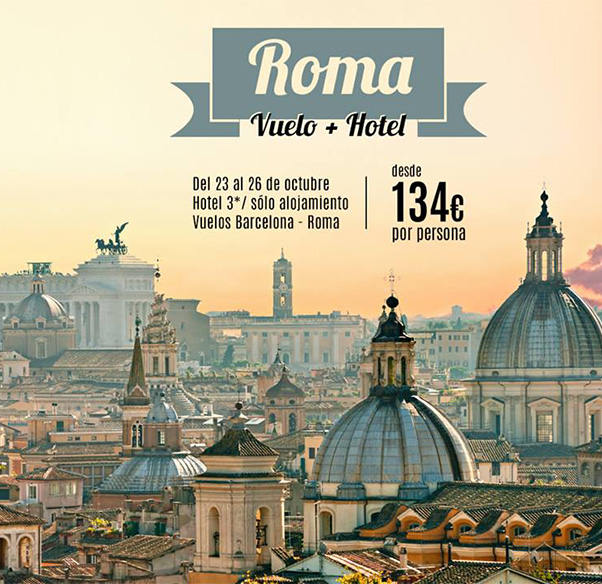 Roma
Vuelo + Hotel
Del 23 al 26 de octubre
Hotel 3*/ sólo alojamiento
Vuelos Barcelona - Roma
desde
134€
por persona